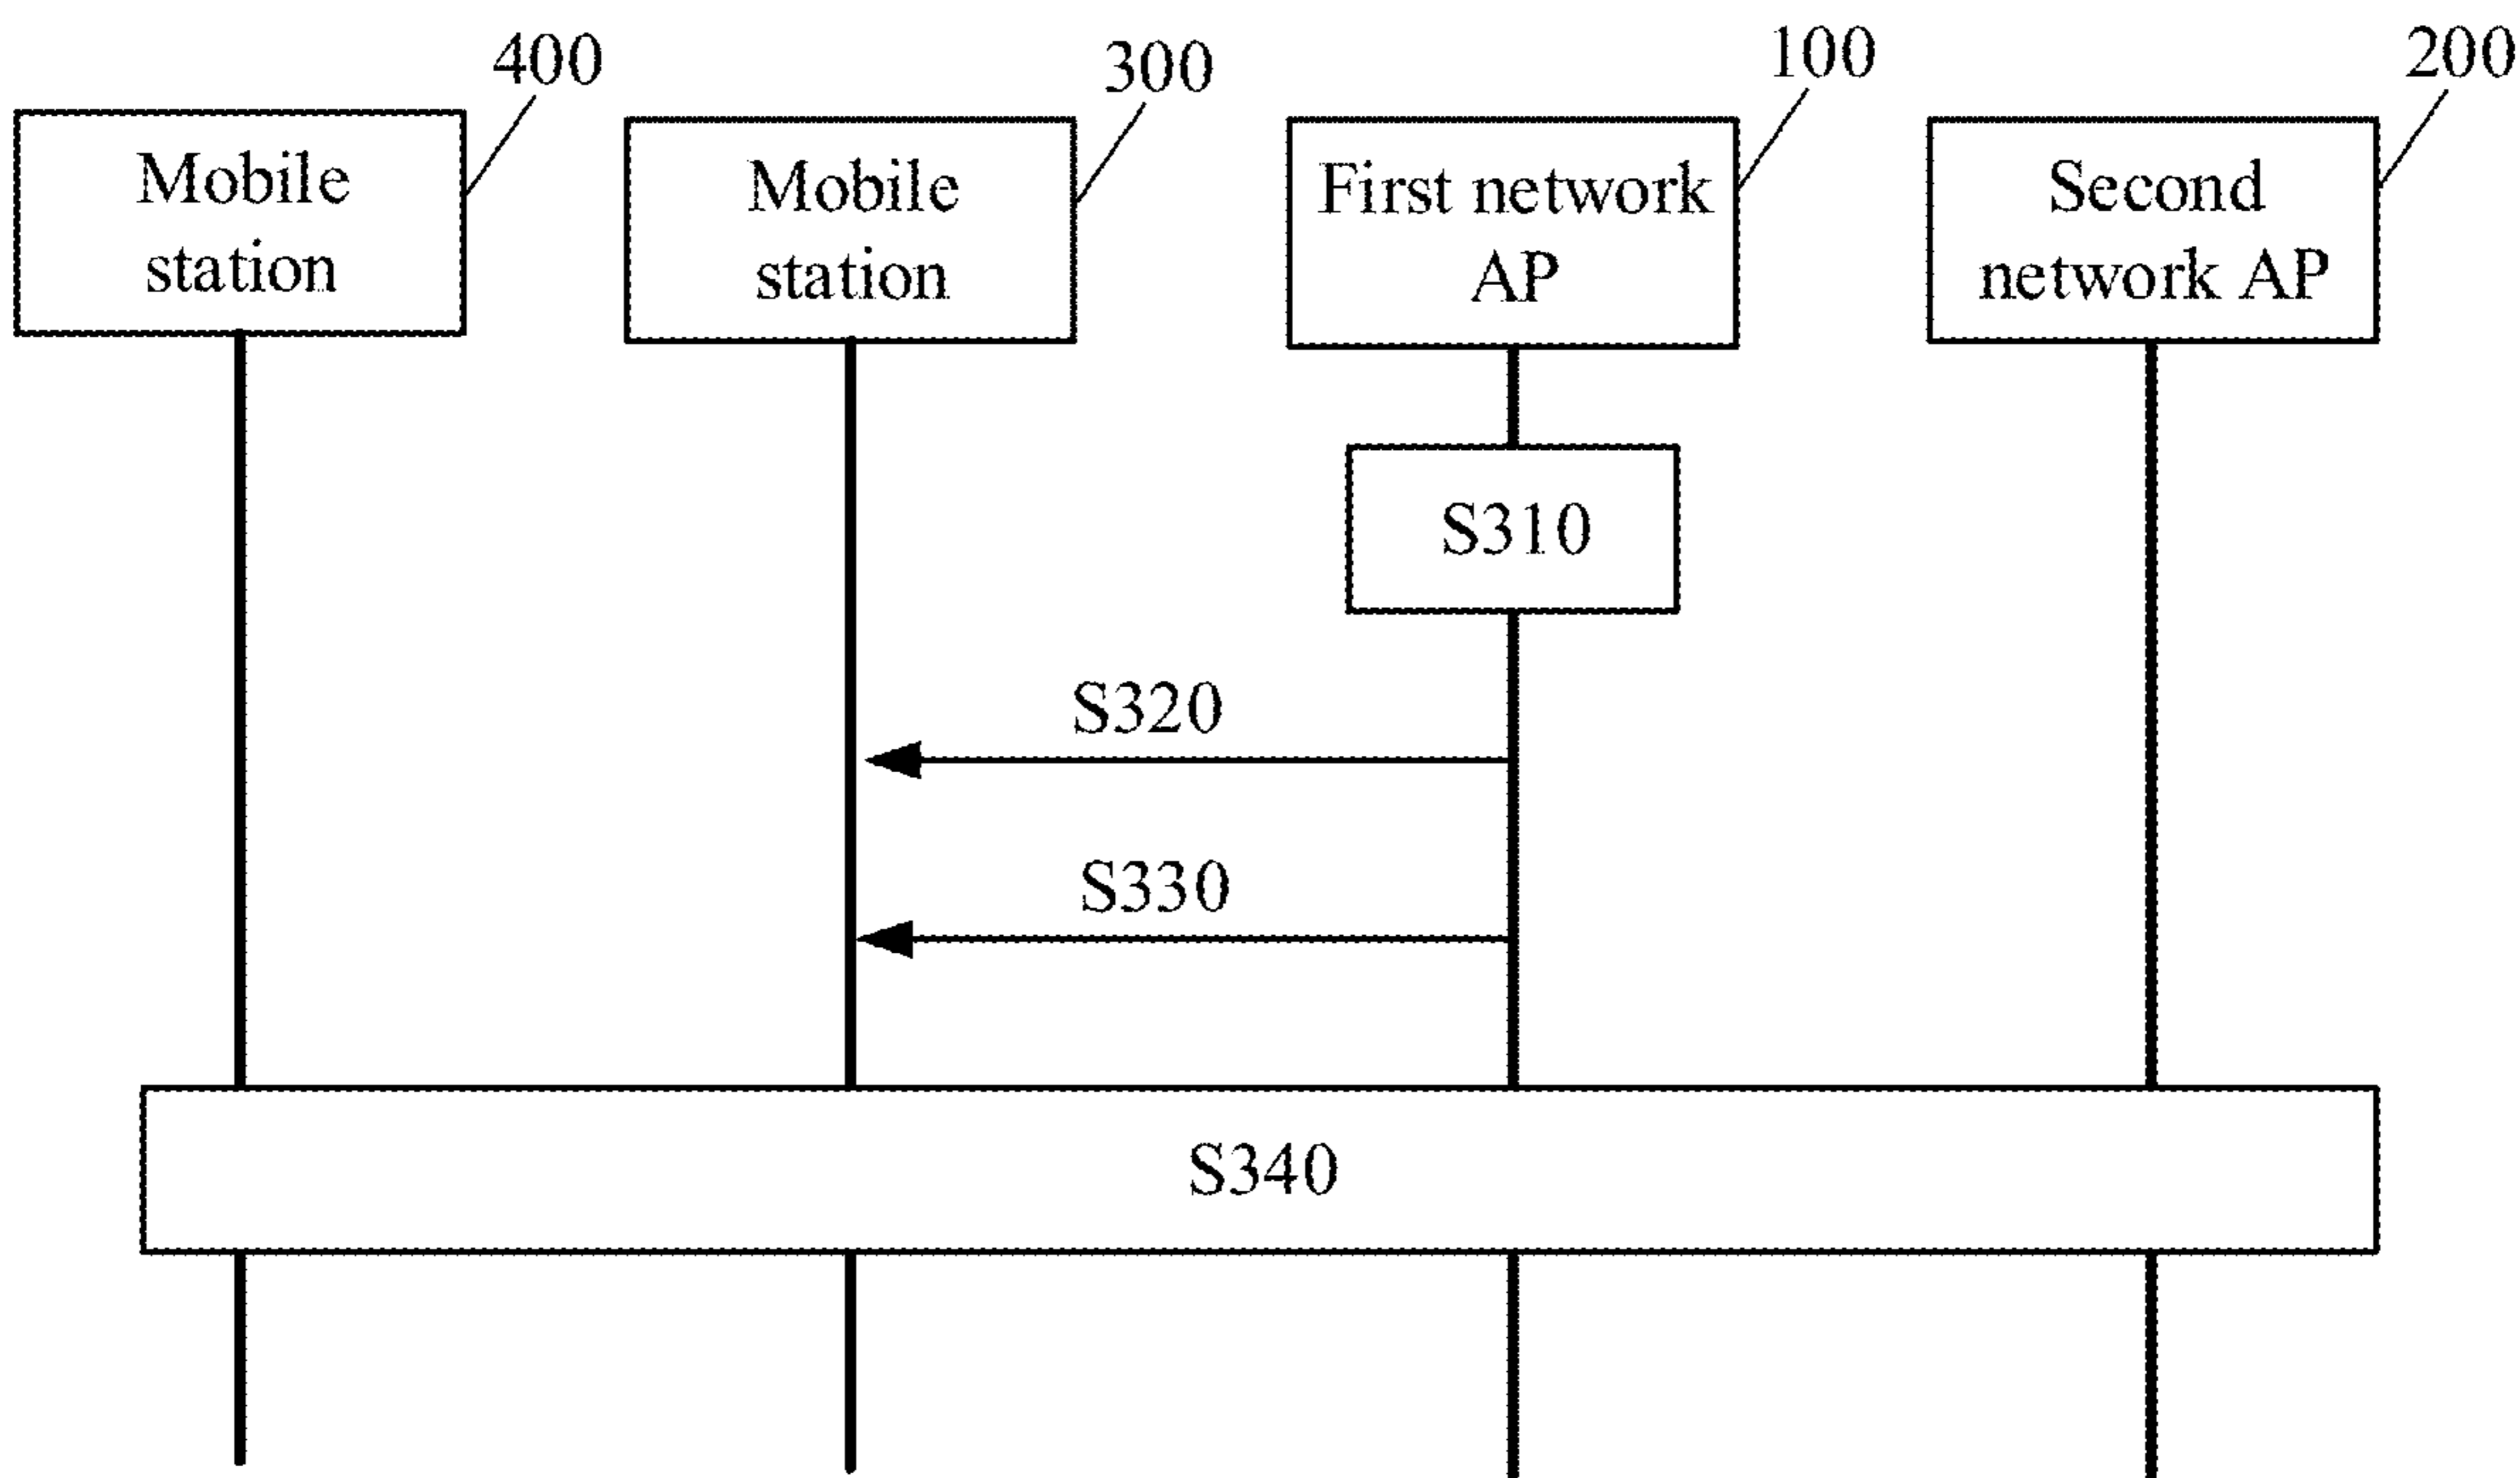 400
300
100
200
Mobile
station
Mobile
station
First network
AP
Second
network AP
S310
S320
S330
S340